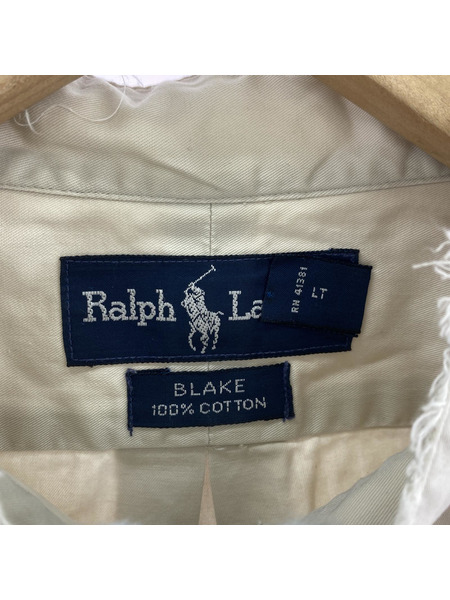 Ralph La
RN 41381
LT
BLAKE
100% COTTON